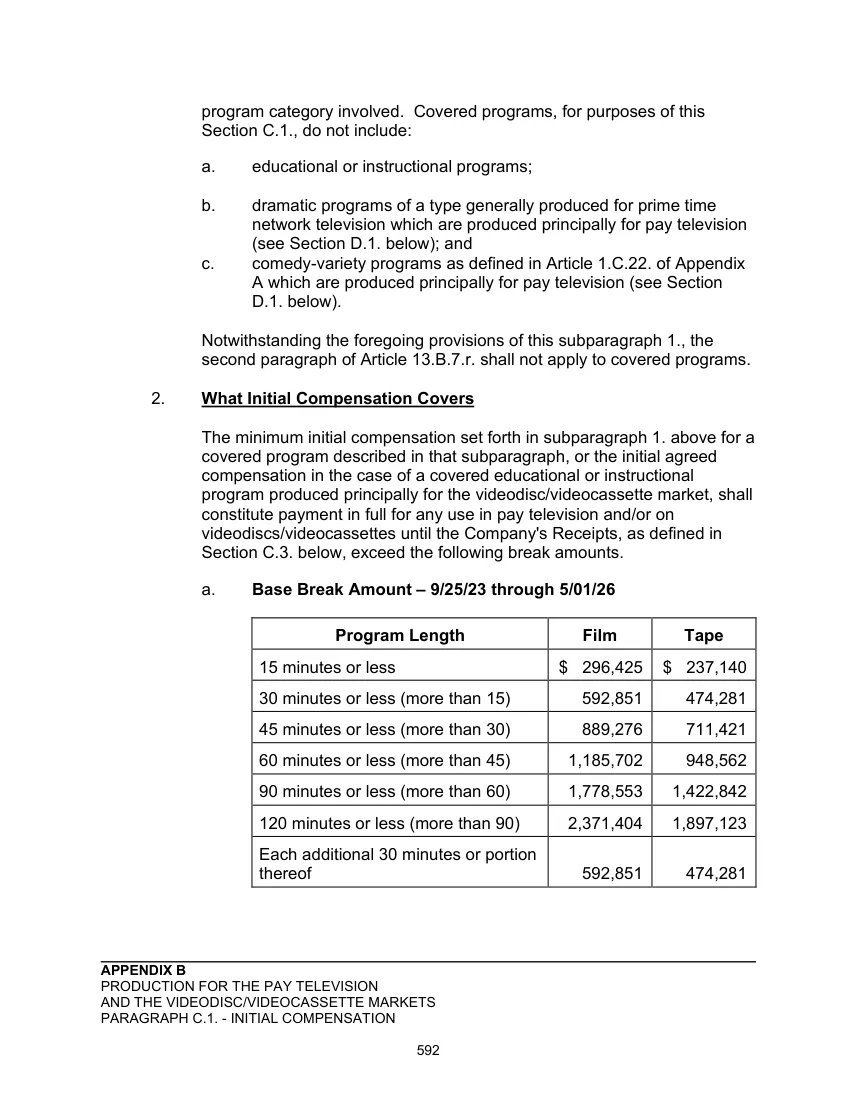 program category involved.  Covered programs, for purposes of this
Section C.1., do not include:
a. educational or instructional programs;
b. dramatic programs of a type generally produced for prime time
network television which are produced principally for pay television
(see Section D.1. below); and
c. comedy-variety programs as defined in Article 1.C.22. of Appendix
A which are produced principally for pay television (see Section
D.1. below).
Notwithstanding the foregoing provisions of this subparagraph 1., the
second paragraph of Article 13.B.7.r. shall not apply to covered programs.
2. What Initial Compensation Covers
The minimum initial compensation set forth in subparagraph 1. above for a
covered program described in that subparagraph, or the initial agreed
compensation in the case of a covered educational or instructional
program produced principally for the videodisc/videocassette market, shall
constitute payment in full for any use in pay television and/or on
videodiscs/videocassettes until the Company's Receipts, as defined in
Section C.3. below, exceed the following break amounts.
a. Base Break Amount – 9/25/23 through 5/01/26
Program Length Film Tape
15 minutes or less $ 296,425 $ 237,140
30 minutes or less (more than 15) 592,851 474,281
45 minutes or less (more than 30) 889,276 711,421
60 minutes or less (more than 45) 1,185,702 948,562
90 minutes or less (more than 60) 1,778,553 1,422,842
120 minutes or less (more than 90) 2,371,404 1,897,123
Each additional 30 minutes or portion
thereof 592,851 474,281
APPENDIX B
PRODUCTION FOR THE PAY TELEVISION
AND THE VIDEODISC/VIDEOCASSETTE MARKETS
PARAGRAPH C.1. - INITIAL COMPENSATION
592